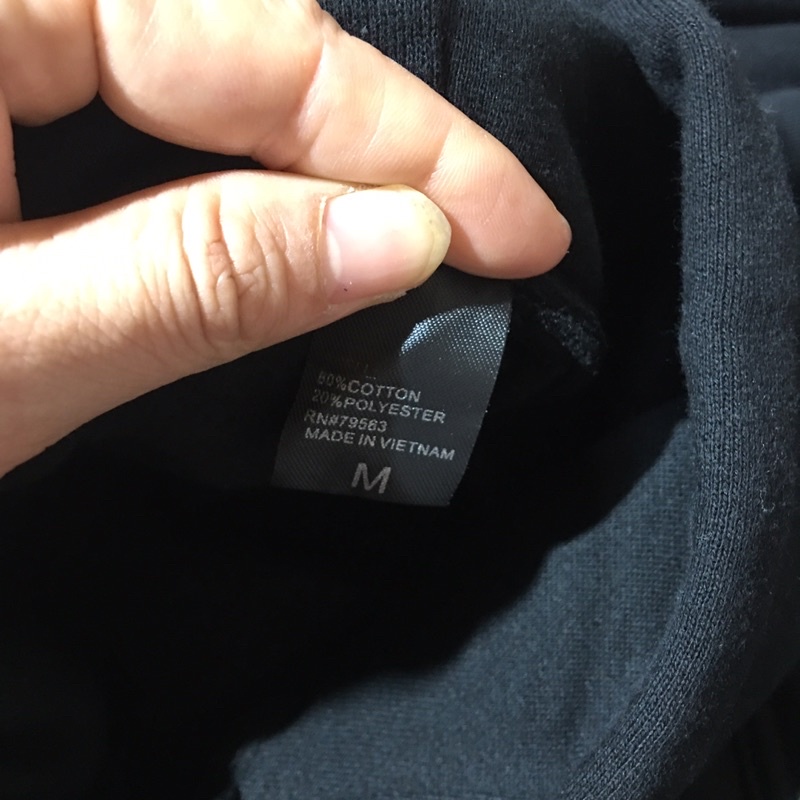 80%COTTON
20%POLYESTER
RN#79563
MADE IN VIETNAM
M